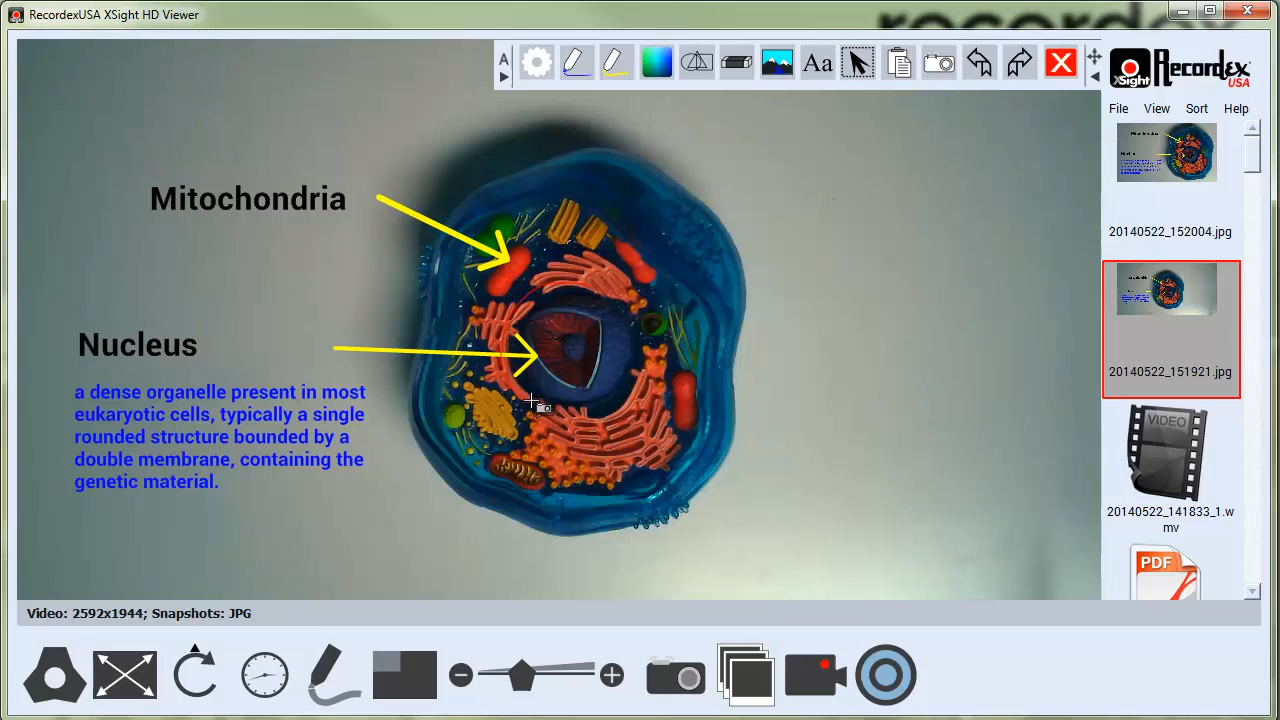 RecordexUSA XSight HD Viewer
recordex
A
Aa
XSight
RecordEX
USA
File View Sort Help
Mitochondria
20140522_152004.jpg
Nucleus
a dense organelle present in most
eukaryotic cells, typically a single
rounded structure bounded by a
double membrane, containing the
genetic material.
20140522_151921.jpg
VIDEO
20140522_141833_1.w
mv
PDF
Video: 2592x1944; Snapshots: JPG